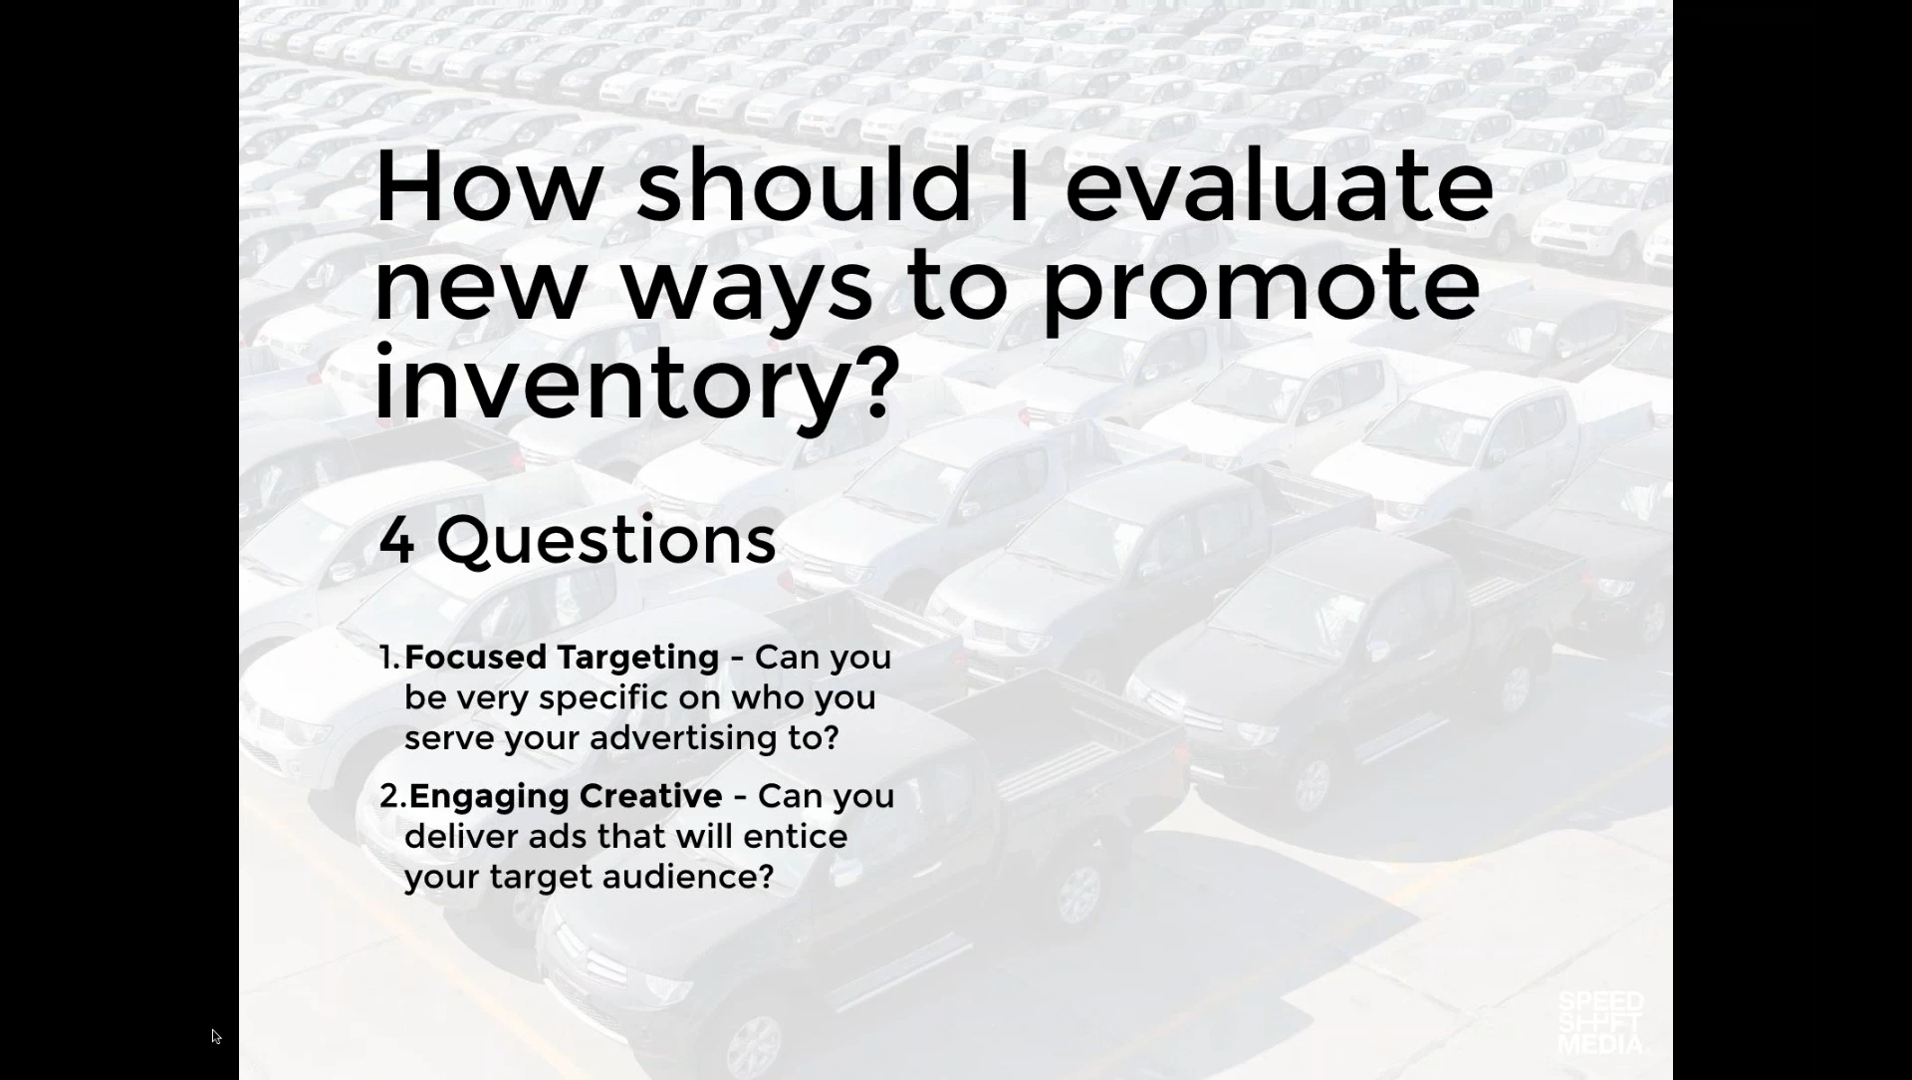 How should I evaluate
new ways to promote
inventory?
4 Questions
1. Focused Targeting - Can you
be very specific on who you
serve your advertising to?
2. Engaging Creative - Can you
deliver ads that will entice
your target audience?
SPEED
SHIFT
MEDIA